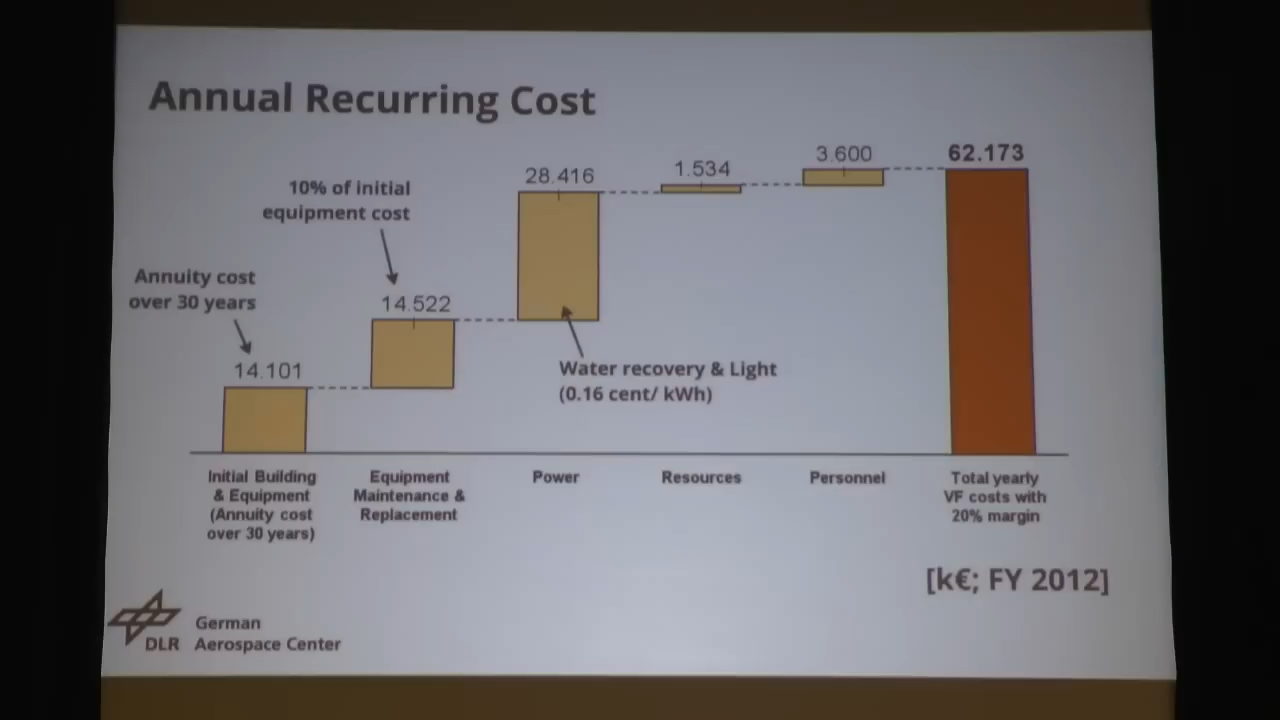 Annual Recurring Cost
10% of initial
equipment cost
Annuity cost
over 30 years
14.101
14.522
28.416
1.534
3.600
62.173
Water recovery & Light
(0.16 cent/ kWh)
Initial Building
& Equipment
(Annuity cost
over 30 years)
Equipment
Maintenance &
Replacement
Power
Resources
Personnel
Total yearly
VF costs with
20% margin
[k€; FY 2012]
DLR
German
Aerospace Center